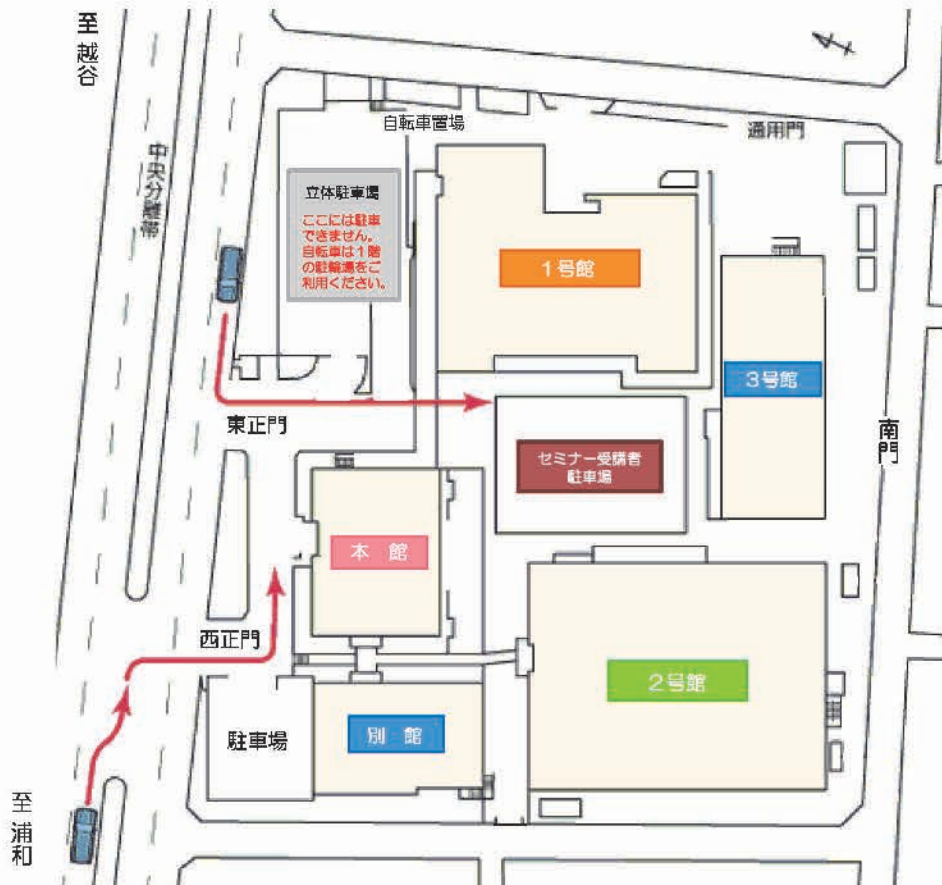 至 越谷
中央分離帯
自転車置場
通用門
立体駐車場
ここには駐車
できません。
自転車は1階
の駐輪場をご
利用ください。
1号館
3号館
東正門
南門
セミナー受講者
駐車場
本 館
西正門
2号館
駐車場
別 館
至 浦和